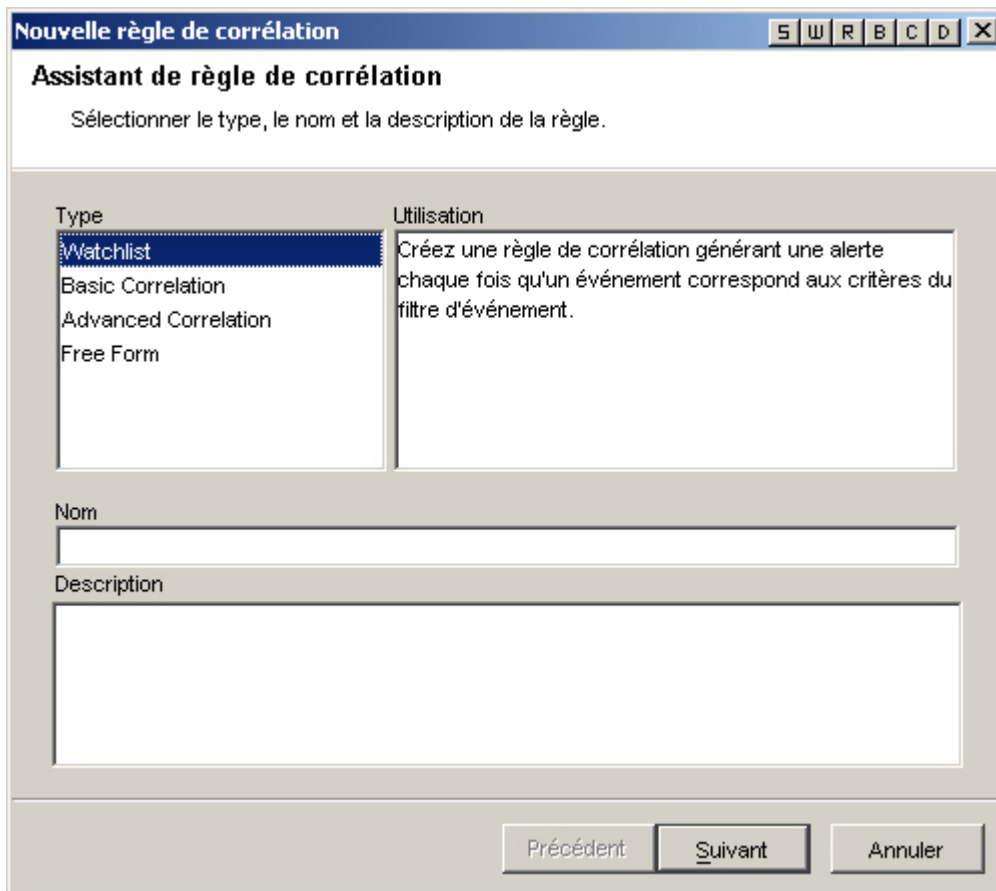 Nouvelle règle de corrélation S W R B C D X
Assistant de règle de corrélation
Sélectionner le type, le nom et la description de la règle.
Type
Watchlist
Basic Correlation
Advanced Correlation
Free Form
Utilisation
Créez une règle de corrélation générant une alerte
chaque fois qu'un événement correspond aux critères du
filtre d'événement.
Nom
Description
Précédent Suivant Annuler